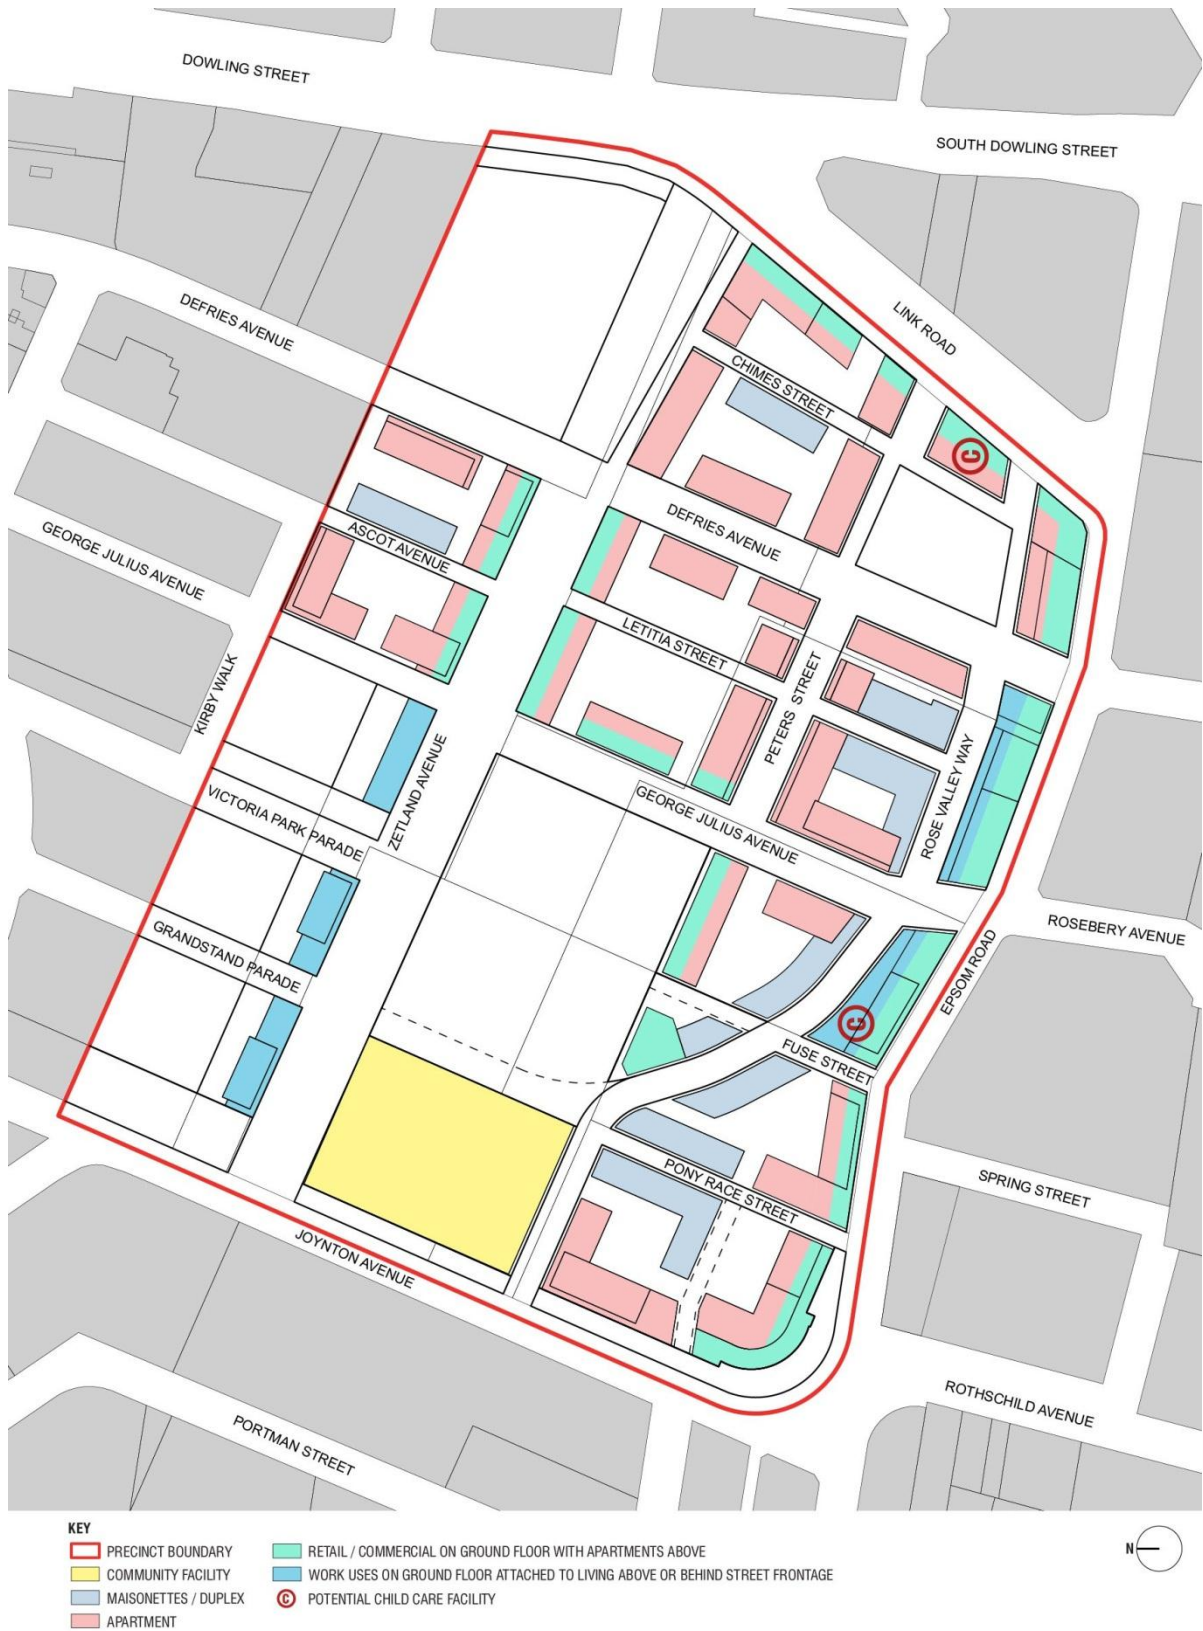 DOWLING STREET
SOUTH DOWLING STREET
LINK ROAD
DEFRIES AVENUE
CHIMES STREET
C
DEFRIES AVENUE
GEORGE JULIUS AVENUE
ASCOT AVENUE
LETITIA STREET
KIRBY WALK
PETERS STREET
ZETLAND AVENUE
ROSE VALLEY WAY
VICTORIA PARK PARADE
GEORGE JULIUS AVENUE
GRANDSTAND PARADE
ROSEBERY AVENUE
EPSOM ROAD
C
FUSE STREET
PONY RACE STREET
SPRING STREET
JOYNTON AVENUE
ROTHSCHILD AVENUE
PORTMAN STREET
KEY
PRECINCT BOUNDARY
COMMUNITY FACILITY
MAISONETTES / DUPLEX
APARTMENT
RETAIL / COMMERCIAL ON GROUND FLOOR WITH APARTMENTS ABOVE
WORK USES ON GROUND FLOOR ATTACHED TO LIVING ABOVE OR BEHIND STREET FRONTAGE
C POTENTIAL CHILD CARE FACILITY
N